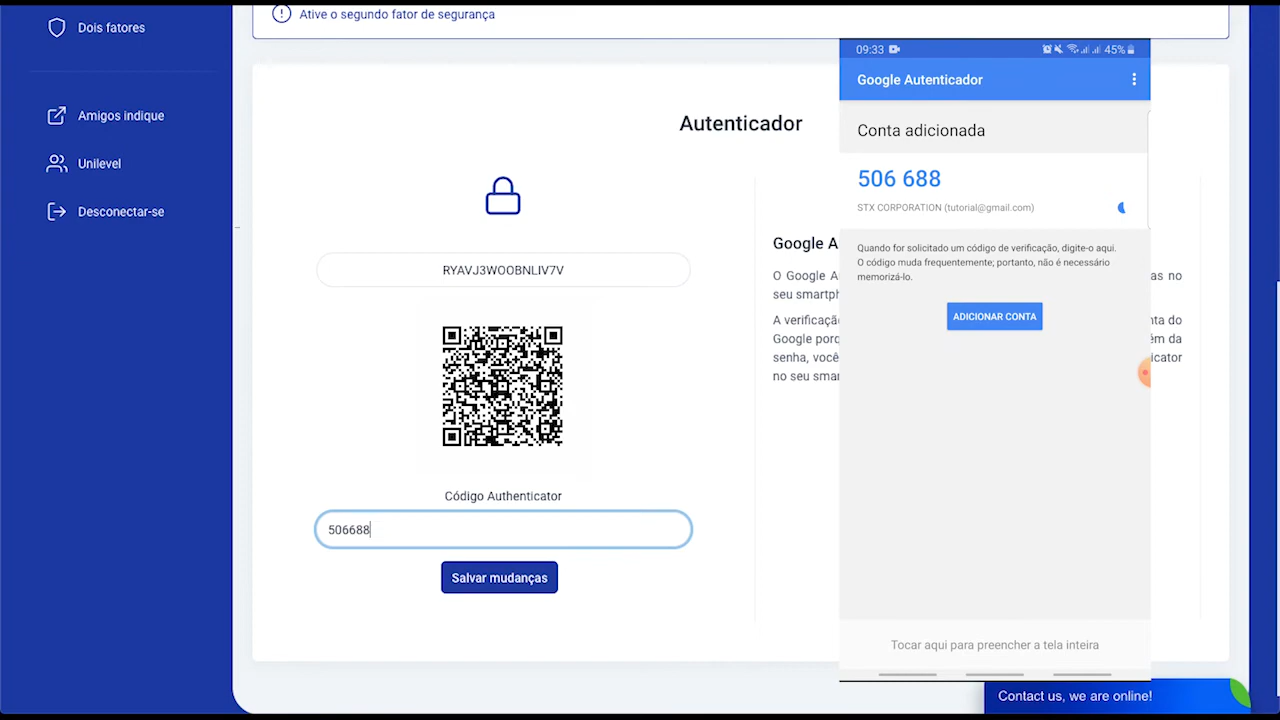 Dois fatores
Amigos indique
Unilevel
Desconectar-se
Ative o segundo fator de segurança
Autenticador
RYAVJ3WOOBNLIV7V
Código Authenticator
506688
Salvar mudanças
Google A
O Google A
as no
seu smartph
A verificaçã
nta do
Google porq
ém da
senha, você
icator
no seu smar
09:33
45%
Google Autenticador
Conta adicionada
506 688
STX CORPORATION (tutorial@gmail.com)
Quando for solicitado um código de verificação, digite-o aqui.
O código muda frequentemente; portanto, não é necessário
memorizá-lo.
ADICIONAR CONTA
Tocar aqui para preencher a tela inteira
Contact us, we are online!